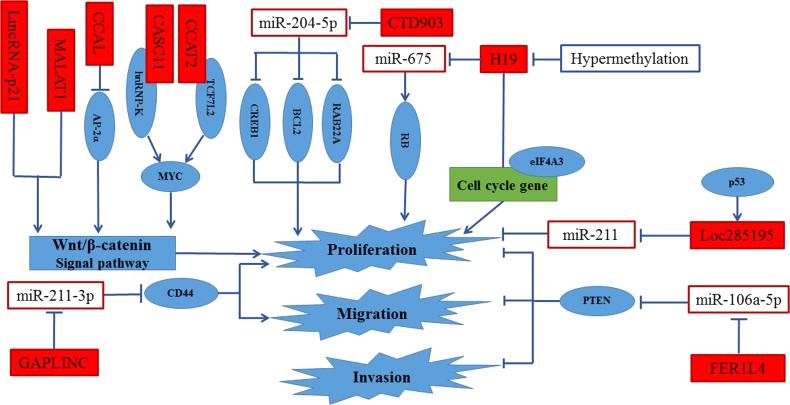 LincRNA-p21
MALAT1
CCAL
CASC11
CCAT2
miR-204-5p
CTD903
miR-675
H19
Hypermethylation
AP-2α
hnRNP-K
TCF7L2
CREB1
BCL2
RAB22A
RB
eIF4A3
Cell cycle gene
p53
MYC
Wnt/β-catenin
Signal pathway
Proliferation
miR-211
Loc285195
miR-211-3p
CD44
Migration
PTEN
miR-106a-5p
GAPLINC
Invasion
FER1L4